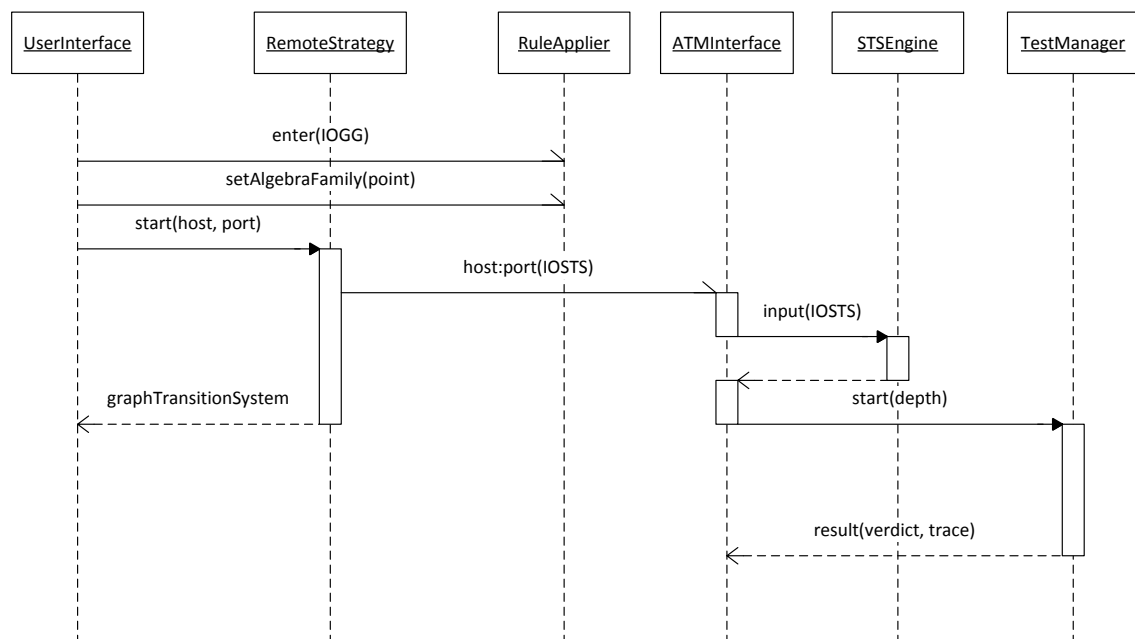 UserInterface
RemoteStrategy
RuleApplier
ATMInterface
STSEngine
TestManager
enter(IOGG)
setAlgebraFamily(point)
start(host, port)
host:port(IOSTS)
input(IOSTS)
graphTransitionSystem
start(depth)
result(verdict, trace)